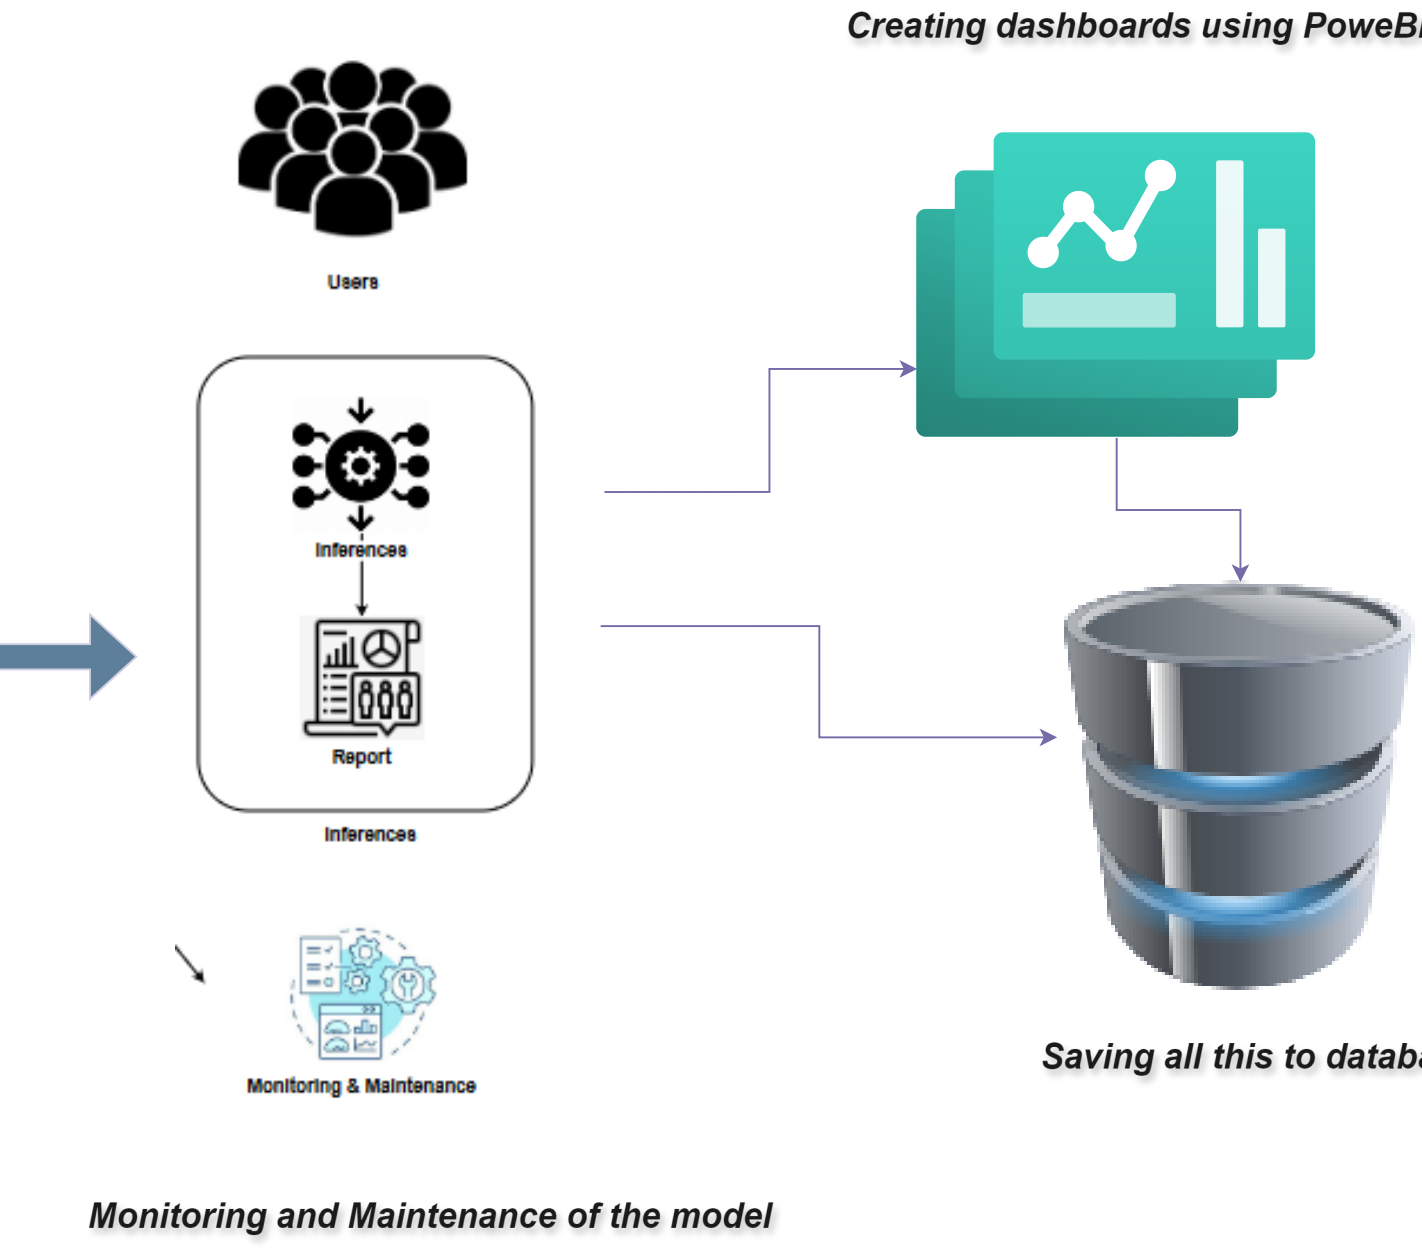 Creating dashboards using PoweBI
Users
Inferences
Report
Inferences
Monitoring & Maintenance
Saving all this to databa
Monitoring and Maintenance of the model